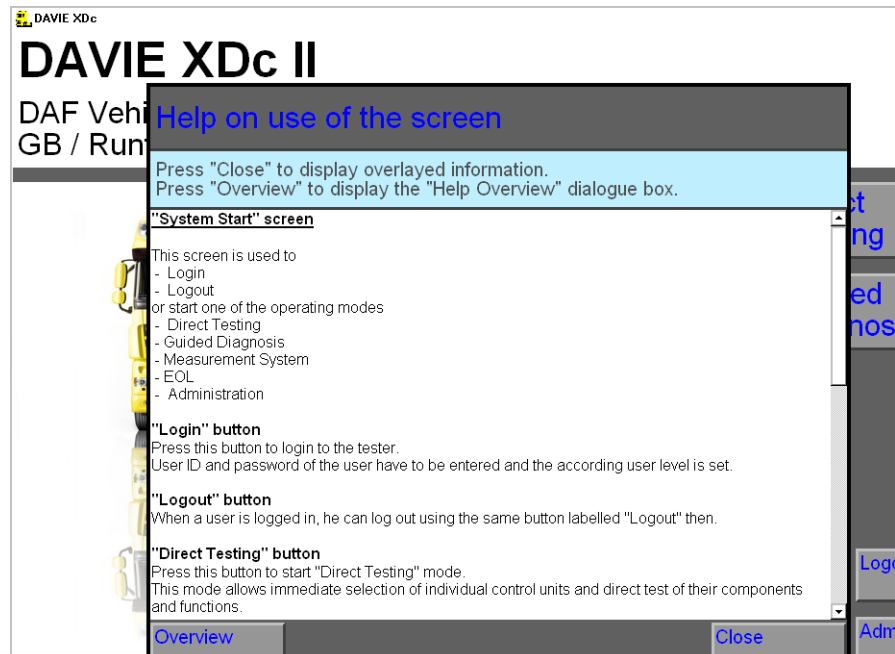 DAVIE XDc
DAVIE XDc II
DAF Vehi
GB / Run
Help on use of the screen
Press "Close" to display overlayed information.
Press "Overview" to display the "Help Overview" dialogue box.
"System Start" screen
This screen is used to
- Login
- Logout
or start one of the operating modes
- Direct Testing
- Guided Diagnosis
- Measurement System
- EOL
- Administration
"Login" button
Press this button to login to the tester.
User ID and password of the user have to be entered and the according user level is set.
"Logout" button
When a user is logged in, he can log out using the same button labelled "Logout" then.
"Direct Testing" button
Press this button to start "Direct Testing" mode.
This mode allows immediate selection of individual control units and direct test of their components
and functions.
Overview
Close
ct
ng
ed
nos
Logo
Adm